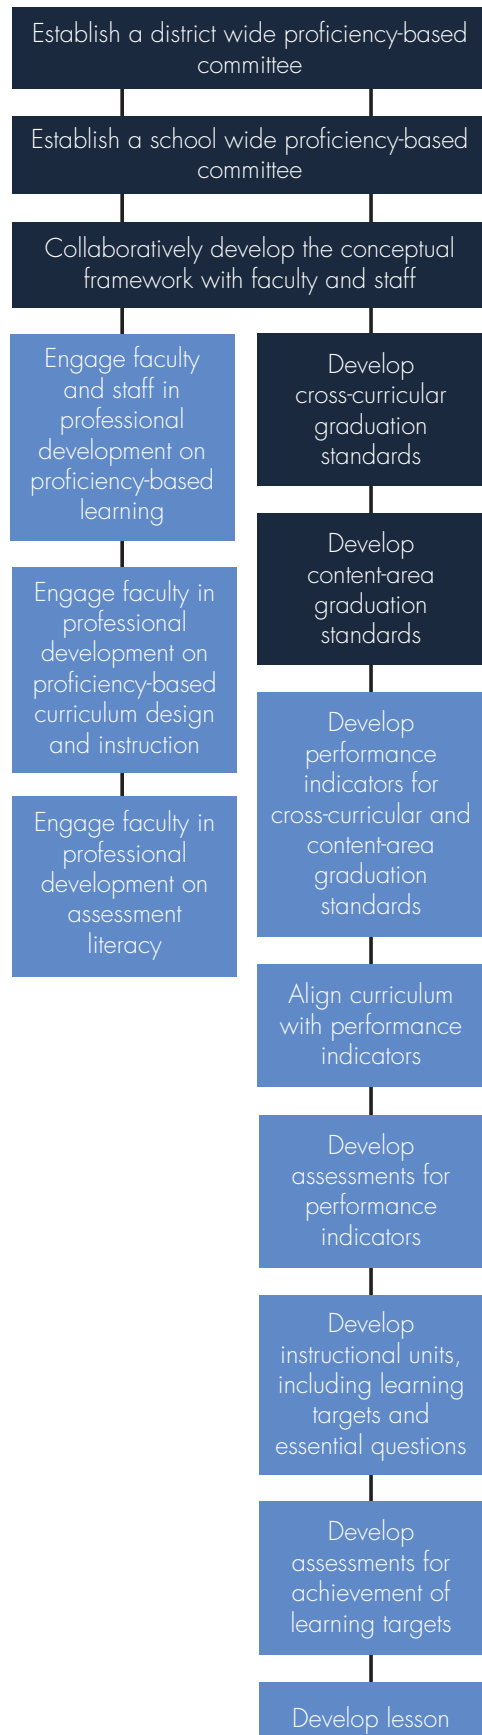 Establish a district wide proficiency-based
committee
Establish a school wide proficiency-based
committee
Collaboratively develop the conceptual
framework with faculty and staff
Engage faculty
and staff in
professional
development on
proficiency-based
learning
Engage faculty in
professional
development on
proficiency-based
curriculum design
and instruction
Engage faculty in
professional
development on
assessment
literacy
Develop
cross-curricular
graduation
standards
Develop
content-area
graduation
standards
Develop
performance
indicators for
cross-curricular and
content-area
graduation
standards
Align curriculum
with performance
indicators
Develop
assessments for
performance
indicators
Develop
instructional units,
including learning
targets and
essential questions
Develop
assessments for
achievement of
learning targets
Develop lesson